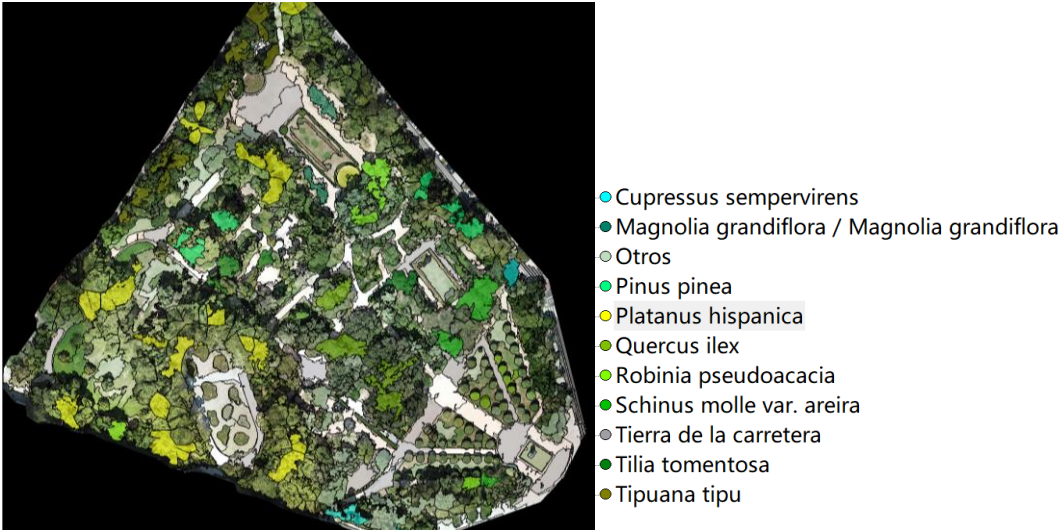 Cupressus sempervirens
Magnolia grandiflora / Magnolia grandiflora
Otros
Pinus pinea
Platanus hispanica
Quercus ilex
Robinia pseudoacacia
Schinus molle var. areira
Tierra de la carretera
Tilia tomentosa
Tipuana tipu